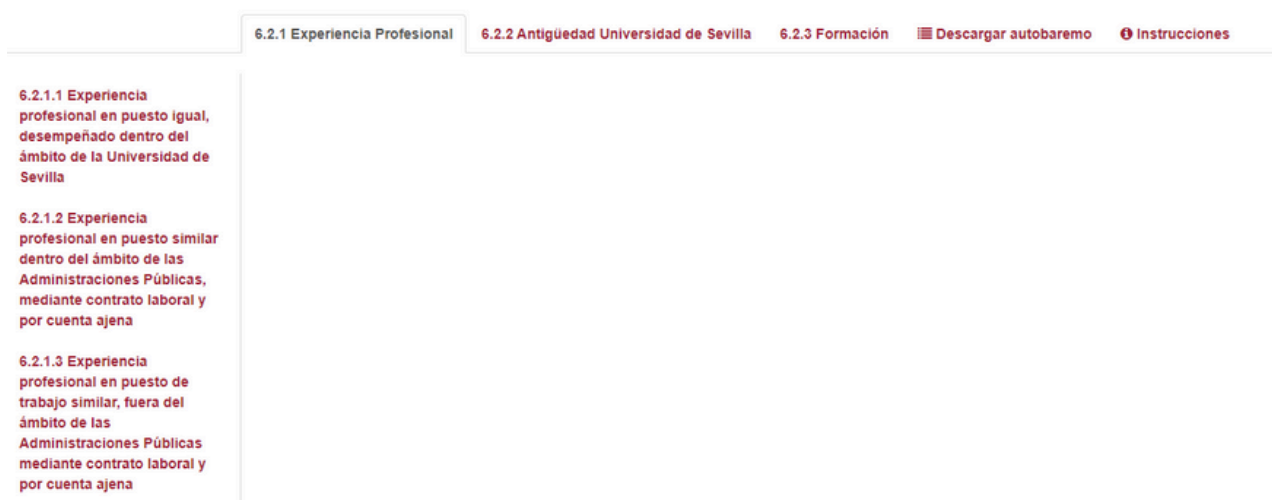 6.2.1 Experiencia Profesional
6.2.2 Antigüedad Universidad de Sevilla
6.2.3 Formación
Descargar autobaremo
Instrucciones
6.2.1.1 Experiencia
profesional en puesto igual,
desempeñado dentro del
ámbito de la Universidad de
Sevilla
6.2.1.2 Experiencia
profesional en puesto similar
dentro del ámbito de las
Administraciones Públicas,
mediante contrato laboral y
por cuenta ajena
6.2.1.3 Experiencia
profesional en puesto de
trabajo similar, fuera del
ámbito de las
Administraciones Públicas
mediante contrato laboral y
por cuenta ajena